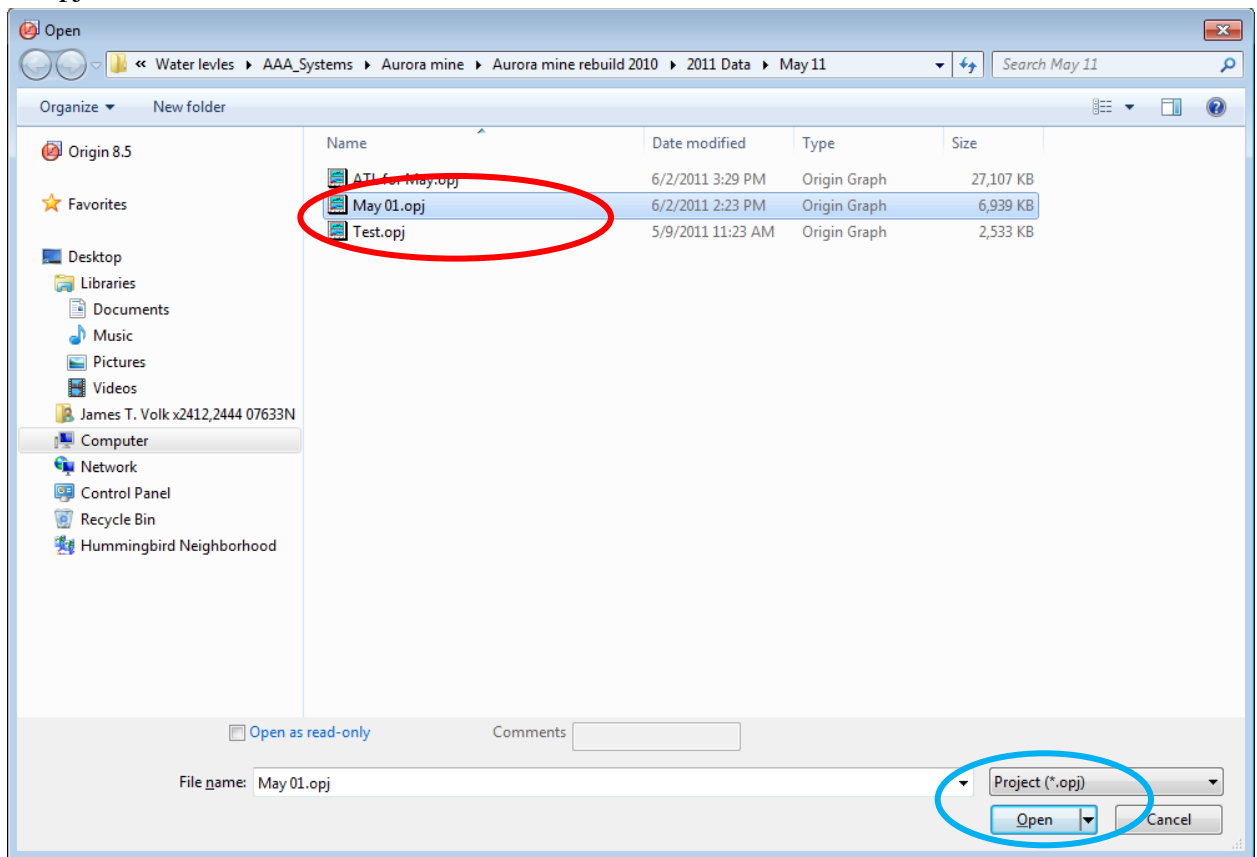 Open
« Water levles ▸ AAA_Systems ▸ Aurora mine ▸ Aurora mine rebuild 2010 ▸ 2011 Data ▸ May 11 Search May 11
Organize New folder
Name Date modified Type Size
Origin 8.5
Favorites
Desktop
Libraries
Documents
Music
Pictures
Videos
James T. Volk x2412,2444 07633N
Computer
Network
Control Panel
Recycle Bin
Hummingbird Neighborhood
for May.opj 6/2/2011 3:29 PM Origin Graph 27,107 KB
May 01.opj 6/2/2011 2:23 PM Origin Graph 6,939 KB
Test.opj 5/9/2011 11:23 AM Origin Graph 2,533 KB
Open as read-only Comments
File name: May 01.opj Project (*.opj)
Open Cancel